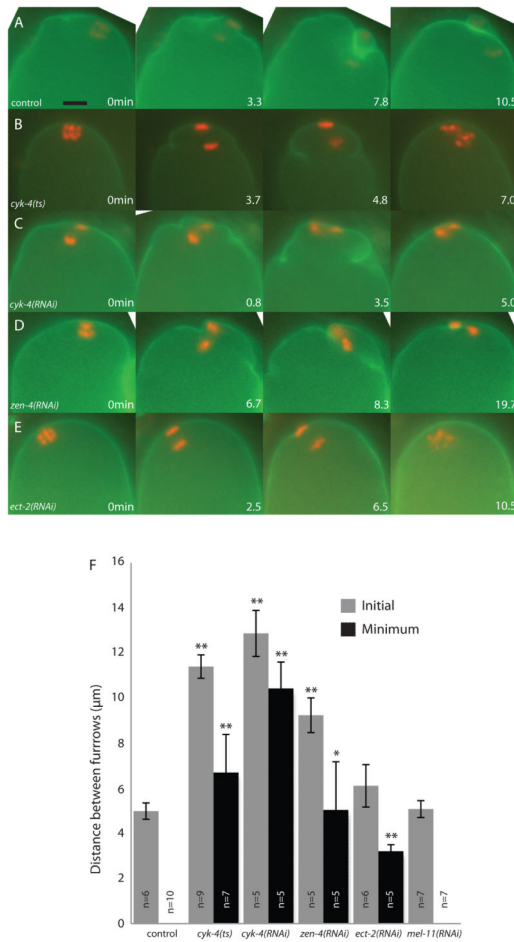 A
control
0min
3.3
7.8
10.5
B
cyk-4(ts)
0min
3.7
4.8
7.0
C
cyk-4(RNAi)
0min
0.8
3.5
5.0
D
zen-4(RNAi)
0min
6.7
8.3
19.7
E
ect-2(RNAi)
0min
2.5
6.5
10.5
F
Distance between furrrows (μm)
16
14
12
10
8
6
4
2
0
Initial
Minimum
**
**
**
**
**
*
**
n=6
n=10
n=9
n=7
n=5
n=5
n=5
n=5
n=6
n=5
n=7
n=7
control
cyk-4(ts)
cyk-4(RNAi)
zen-4(RNAi)
ect-2(RNAi)
mel-11(RNAi)